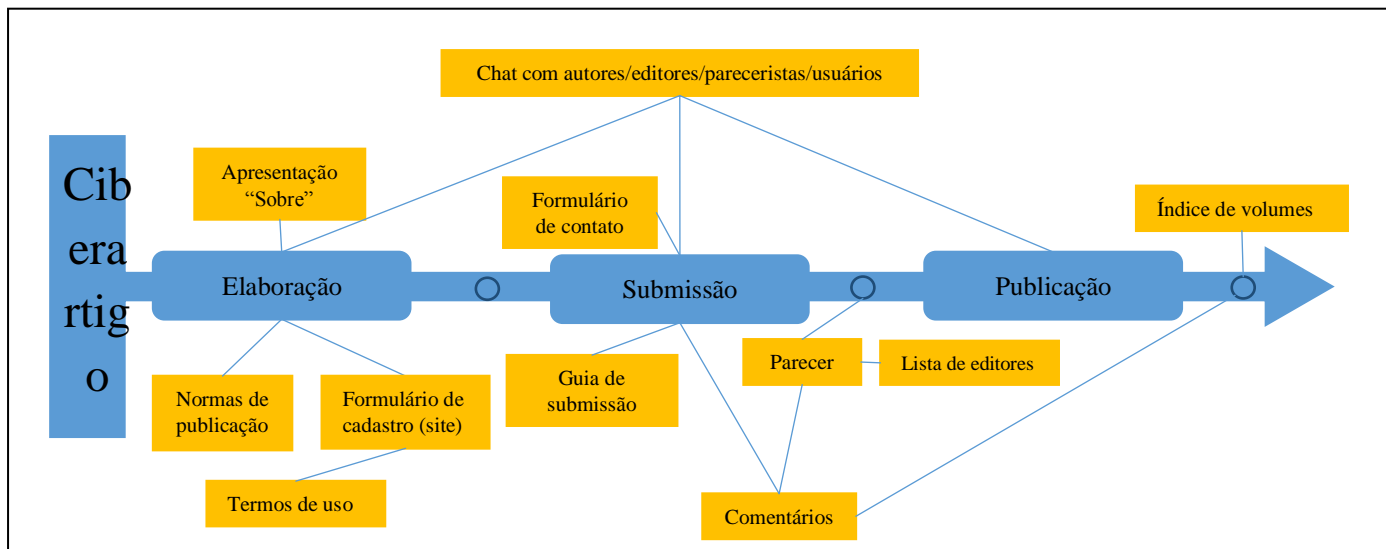 Chat com autores/editores/pareceristas/usuários
Cib
era
rtig
o
Apresentação
“Sobre”
Formulário
de contato
Índice de volumes
Elaboração
Submissão
Publicação
Normas de
publicação
Formulário de
cadastro (site)
Guia de
submissão
Parecer
Lista de editores
Termos de uso
Comentários